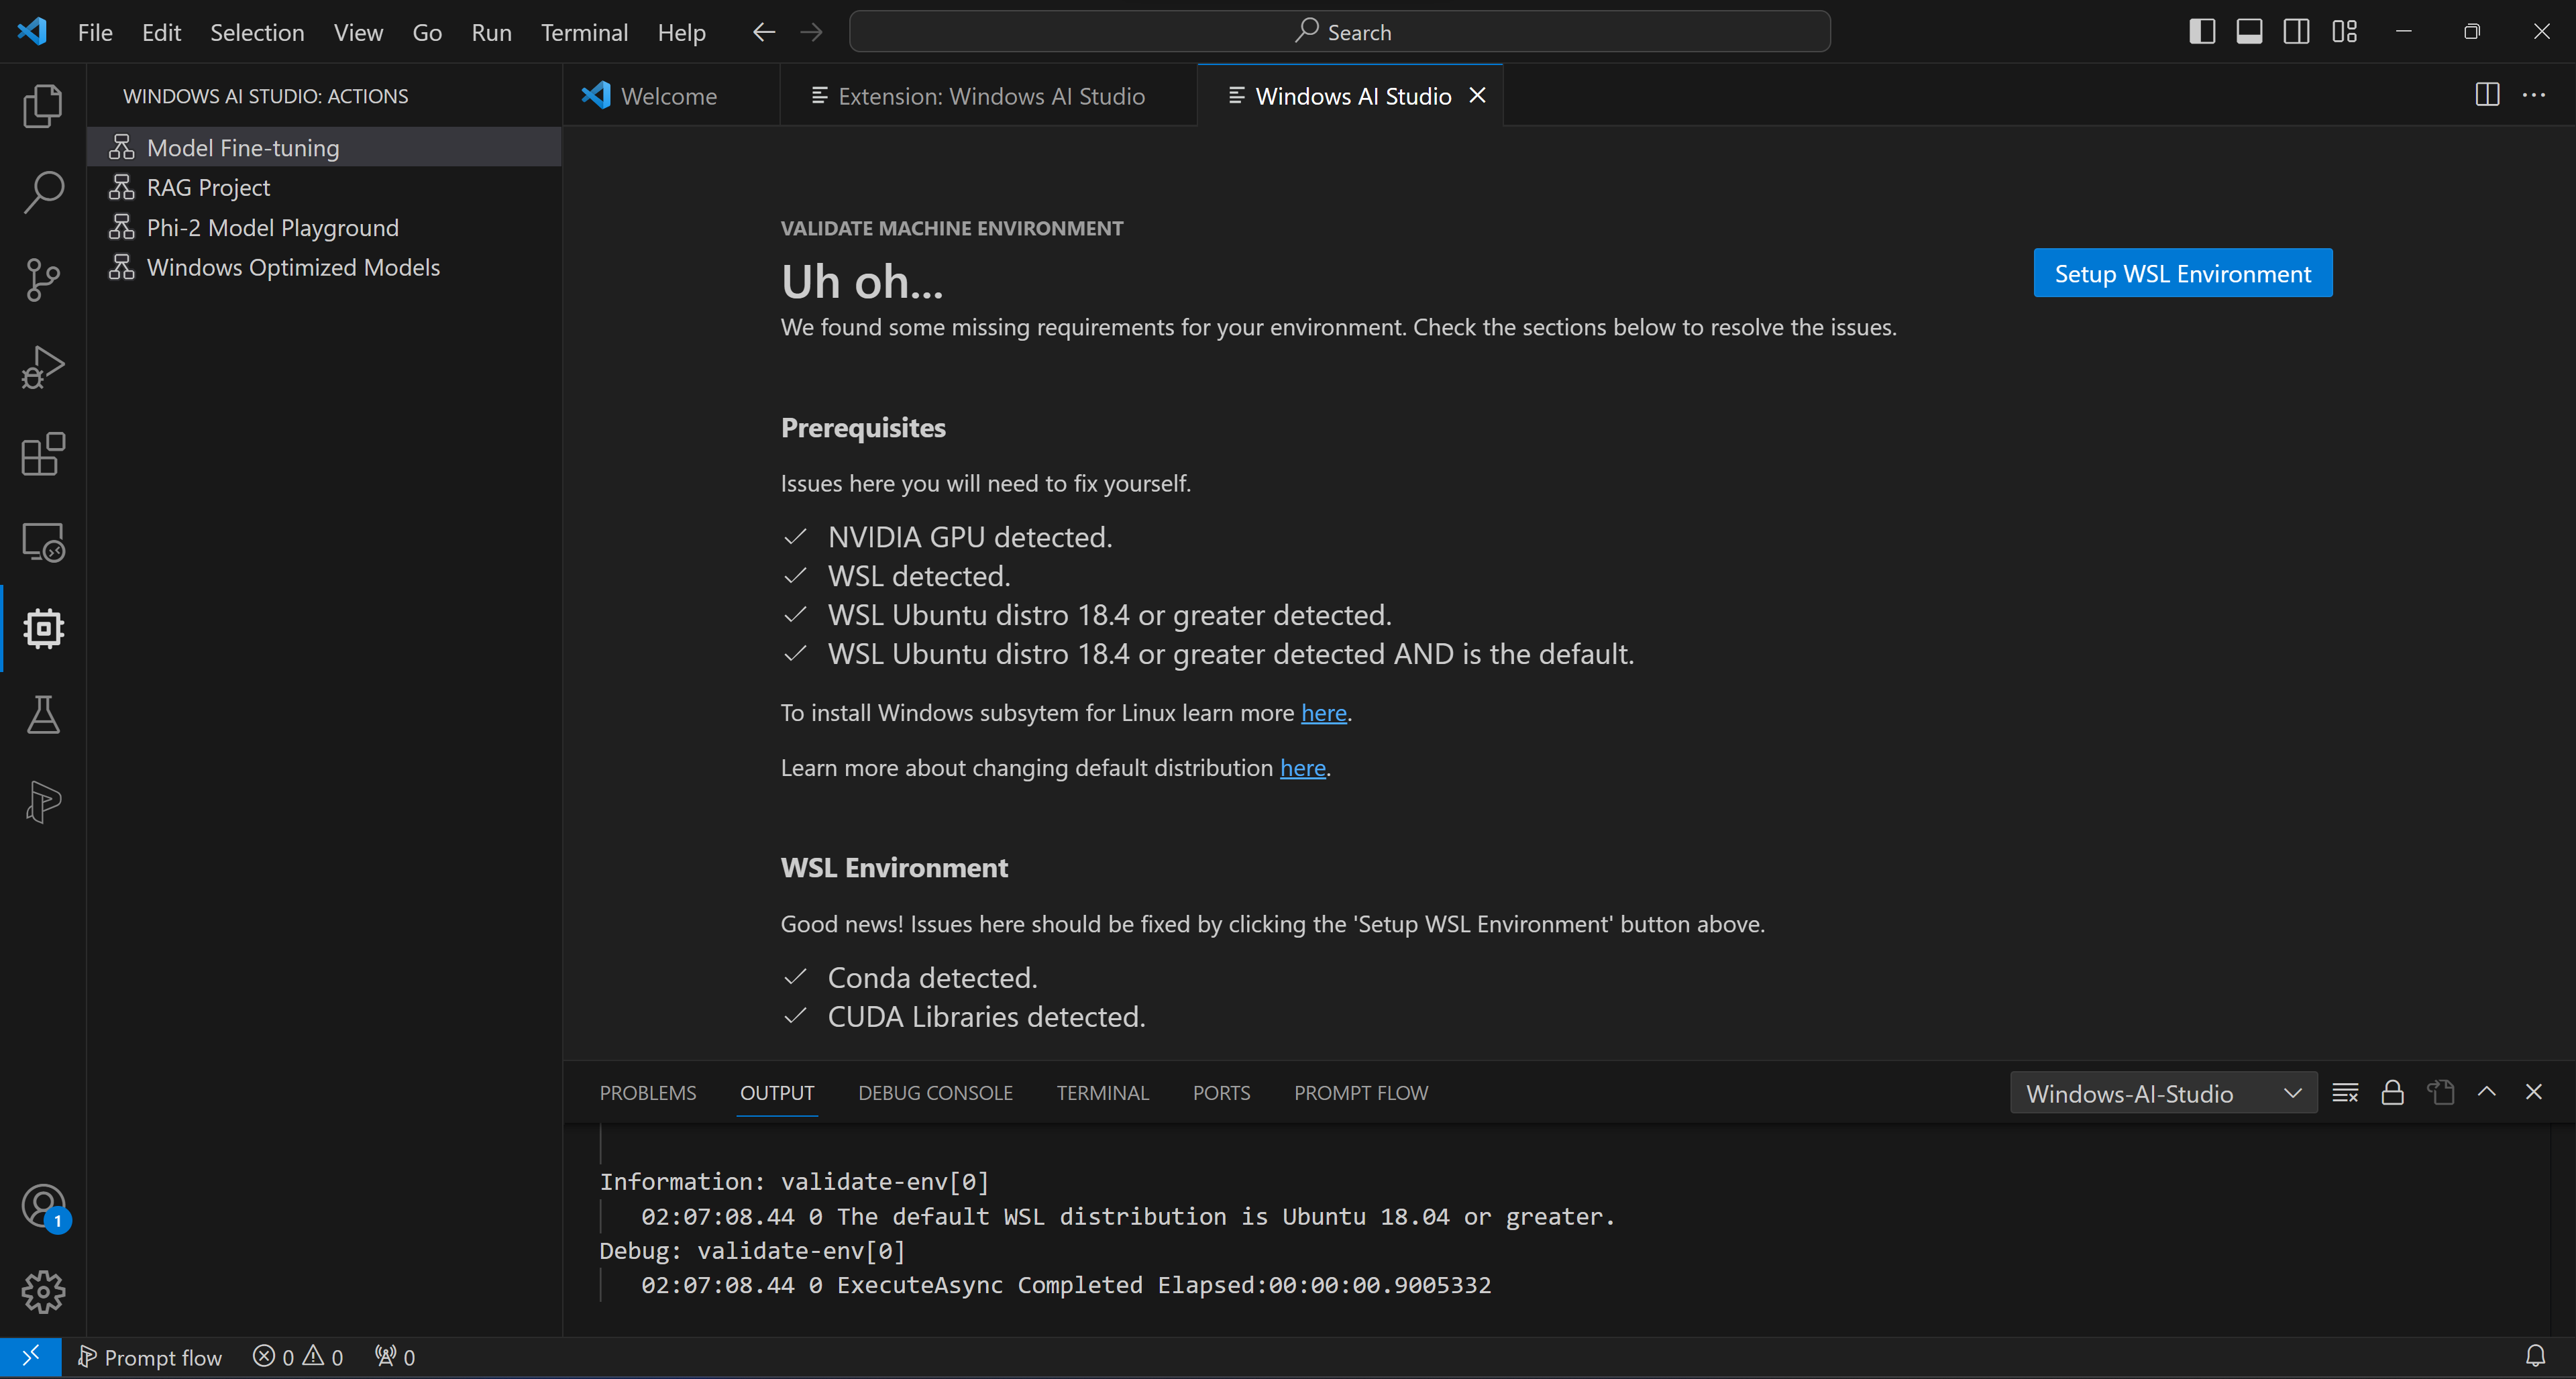 File Edit Selection View Go Run Terminal Help
Search
WINDOWS AI STUDIO: ACTIONS
Model Fine-tuning
RAG Project
Phi-2 Model Playground
Windows Optimized Models
1
Welcome
Extension: Windows AI Studio
Windows AI Studio
VALIDATE MACHINE ENVIRONMENT
Uh oh...
Setup WSL Environment
We found some missing requirements for your environment. Check the sections below to resolve the issues.
Prerequisites
Issues here you will need to fix yourself.
NVIDIA GPU detected.
WSL detected.
WSL Ubuntu distro 18.4 or greater detected.
WSL Ubuntu distro 18.4 or greater detected AND is the default.
To install Windows subsytem for Linux learn more here.
Learn more about changing default distribution here.
WSL Environment
Good news! Issues here should be fixed by clicking the 'Setup WSL Environment' button above.
Conda detected.
CUDA Libraries detected.
PROBLEMS OUTPUT DEBUG CONSOLE TERMINAL PORTS PROMPT FLOW
Windows-AI-Studio
Information: validate-env[0]
02:07:08.44 0 The default WSL distribution is Ubuntu 18.04 or greater.
Debug: validate-env[0]
02:07:08.44 0 ExecuteAsync Completed Elapsed:00:00:00.9005332
Prompt flow 0 0 0